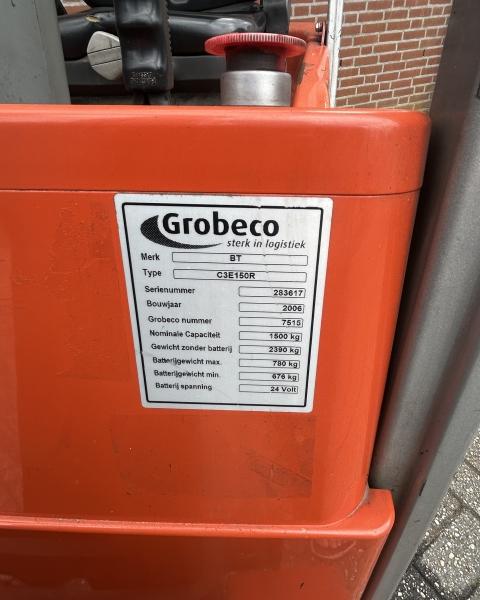 Grobeco
sterk in logistiek
Merk BT
Type C3E150R
Serienummer 283617
Bouwjaar 2006
Grobeco nummer 7515
Nominale Capaciteit 1500 kg
Gewicht zonder batterij 2390 kg
Batterijgewicht max. 780 kg
Batterijgewicht min. 676 kg
Batterij spanning 24 Volt